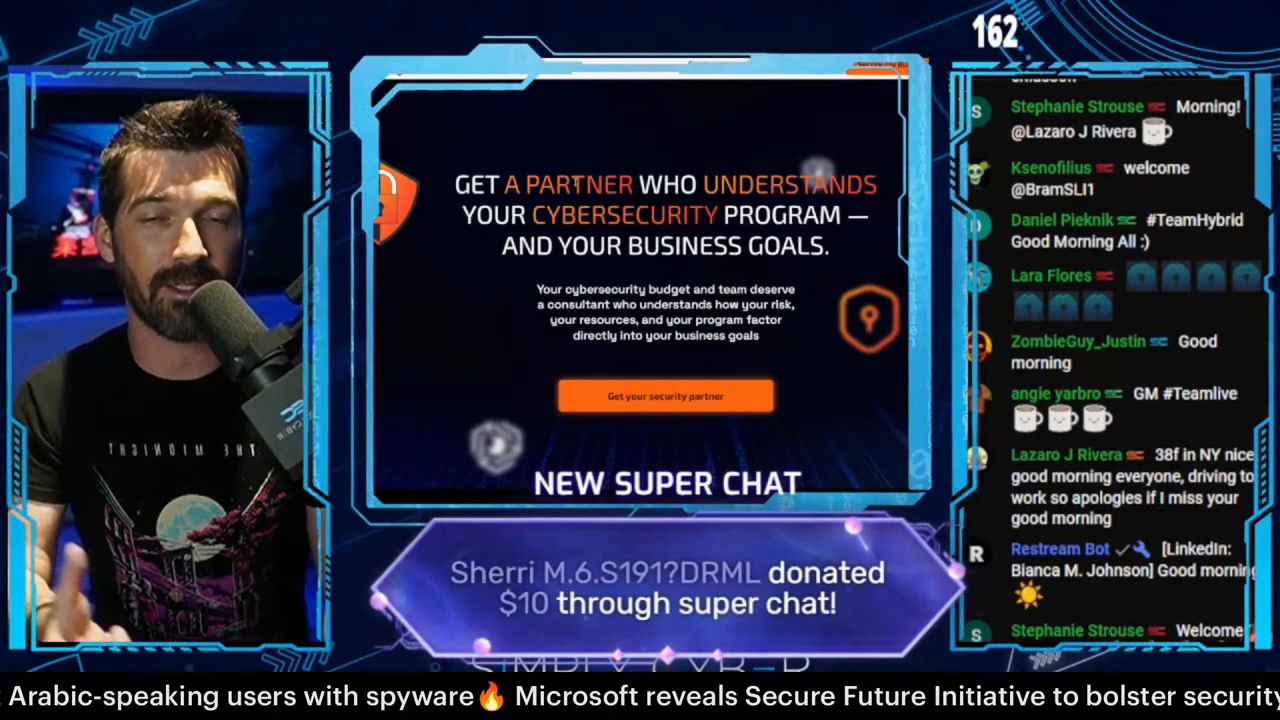 162
GET A PARTNER WHO UNDERSTANDS
YOUR CYBERSECURITY PROGRAM —
AND YOUR BUSINESS GOALS.
Your cybersecurity budget and team deserve
a consultant who understands how your risk,
your resources, and your program factor
directly into your business goals
Get your security partner
NEW SUPER CHAT
Sherri M.6.S191?DRML donated
$10 through super chat!
THE MIDNIGHT
S Stephanie Strouse Morning!
@Lazaro J Rivera
Ksenofilius welcome
@BramSLI1
D Daniel Pieknik #TeamHybrid
Good Morning All :)
Lara Flores
ZombieGuy_Justin Good
morning
angie yarbro GM #Teamlive
Lazaro J Rivera 38f in NY nice
good morning everyone, driving to
work so apologies if I miss your
good morning
R Restream Bot [LinkedIn:
Bianca M. Johnson] Good morning
S Stephanie Strouse Welcome
SIMPLY CYBER
: Arabic-speaking users with spyware🔥 Microsoft reveals Secure Future Initiative to bolster security